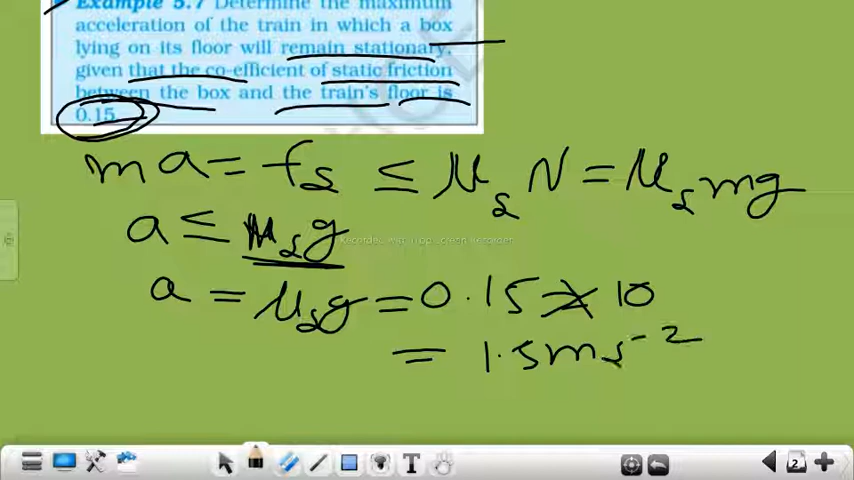 Example 5.7 Determine the maximum
acceleration of the train in which a box
lying on its floor will remain stationary,
given that the co-efficient of static friction
between the box and the train's floor is
0.15.
ma = fs ≤ μs N = μs mg
a ≤ μs g
a = μs g = 0.15 × 10
= 1.5 ms⁻²
T
2